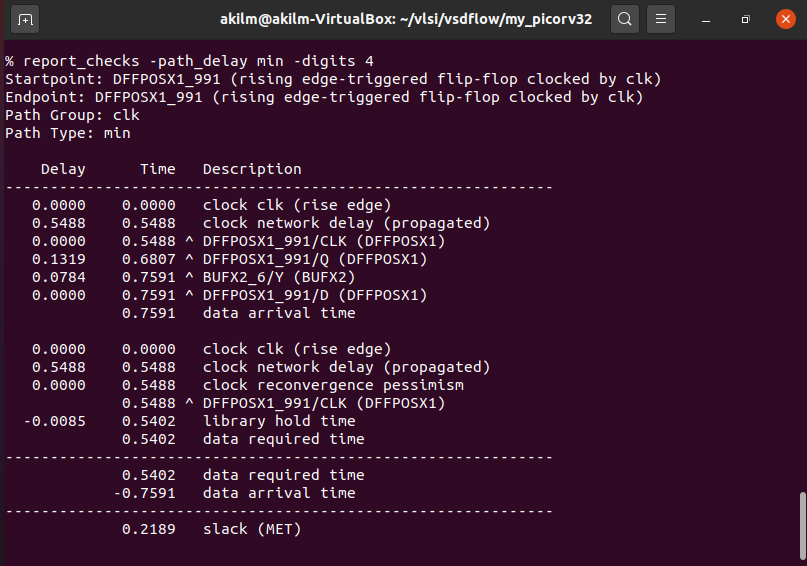 akilm@akilm-VirtualBox: ~/vlsi/vsdflow/my_picorv32
% report_checks -path_delay min -digits 4
Startpoint: DFFPOSX1_991 (rising edge-triggered flip-flop clocked by clk)
Endpoint: DFFPOSX1_991 (rising edge-triggered flip-flop clocked by clk)
Path Group: clk
Path Type: min
    Delay      Time   Description
-------------------------------------------------------------
   0.0000    0.0000   clock clk (rise edge)
   0.5488    0.5488   clock network delay (propagated)
   0.0000    0.5488 ^ DFFPOSX1_991/CLK (DFFPOSX1)
   0.1319    0.6807 ^ DFFPOSX1_991/Q (DFFPOSX1)
   0.0784    0.7591 ^ BUFX2_6/Y (BUFX2)
   0.0000    0.7591 ^ DFFPOSX1_991/D (DFFPOSX1)
             0.7591   data arrival time
   0.0000    0.0000   clock clk (rise edge)
   0.5488    0.5488   clock network delay (propagated)
   0.0000    0.5488   clock reconvergence pessimism
             0.5488 ^ DFFPOSX1_991/CLK (DFFPOSX1)
  -0.0085    0.5402   library hold time
             0.5402   data required time
-------------------------------------------------------------
             0.5402   data required time
            -0.7591   data arrival time
-------------------------------------------------------------
             0.2189   slack (MET)